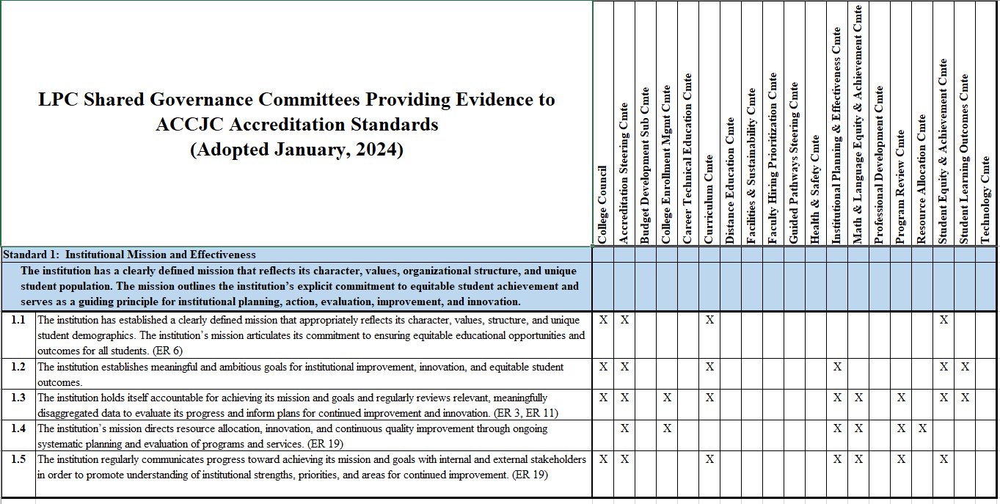 LPC Shared Governance Committees Providing Evidence to
ACCJC Accreditation Standards
(Adopted January, 2024)
College Council
Accreditation Steering Cmte
Budget Development Sub Cmte
College Enrollment Mgmt Cmte
Career Technical Education Cmte
Curriculum Cmte
Distance Education Cmte
Facilities & Sustainability Cmte
Faculty Hiring Prioritization Cmte
Guided Pathways Steering Cmte
Health & Safety Cmte
Institutional Planning & Effectiveness Cmte
Math & Language Equity & Achievement Cmte
Professional Development Cmte
Program Review Cmte
Resource Allocation Cmte
Student Equity & Achievement Cmte
Student Learning Outcomes Cmte
Technology Cmte
Standard 1: Institutional Mission and Effectiveness
The institution has a clearly defined mission that reflects its character, values, organizational structure, and unique
student population. The mission outlines the institution's explicit commitment to equitable student achievement and
serves as a guiding principle for institutional planning, action, evaluation, improvement, and innovation.
1.1 The institution has established a clearly defined mission that appropriately reflects its character, values, structure, and unique X X X X
student demographics. The institution's mission articulates its commitment to ensuring equitable educational opportunities and
outcomes for all students. (ER 6)
1.2 The institution establishes meaningful and ambitious goals for institutional improvement, innovation, and equitable student X X X X X X
outcomes.
1.3 The institution holds itself accountable for achieving its mission and goals and regularly reviews relevant, meaningfully X X X X X X X X X
disaggregated data to evaluate its progress and inform plans for continued improvement and innovation. (ER 3, ER 11)
1.4 The institution's mission directs resource allocation, innovation, and continuous quality improvement through ongoing X X X X X X
systematic planning and evaluation of programs and services. (ER 19)
1.5 The institution regularly communicates progress toward achieving its mission and goals with internal and external stakeholders X X X X X X X
in order to promote understanding of institutional strengths, priorities, and areas for continued improvement. (ER 19)